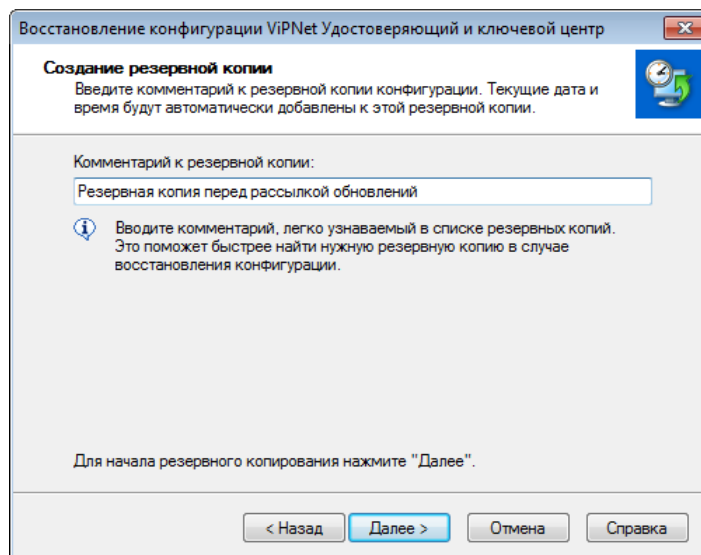 Восстановление конфигурации ViPNet Удостоверяющий и ключевой центр
Создание резервной копии
Введите комментарий к резервной копии конфигурации. Текущие дата и
время будут автоматически добавлены к этой резервной копии.
Комментарий к резервной копии:
Резервная копия перед рассылкой обновлений
Вводите комментарий, легко узнаваемый в списке резервных копий.
Это поможет быстрее найти нужную резервную копию в случае
восстановления конфигурации.
Для начала резервного копирования нажмите "Далее".
< Назад Далее > Отмена Справка